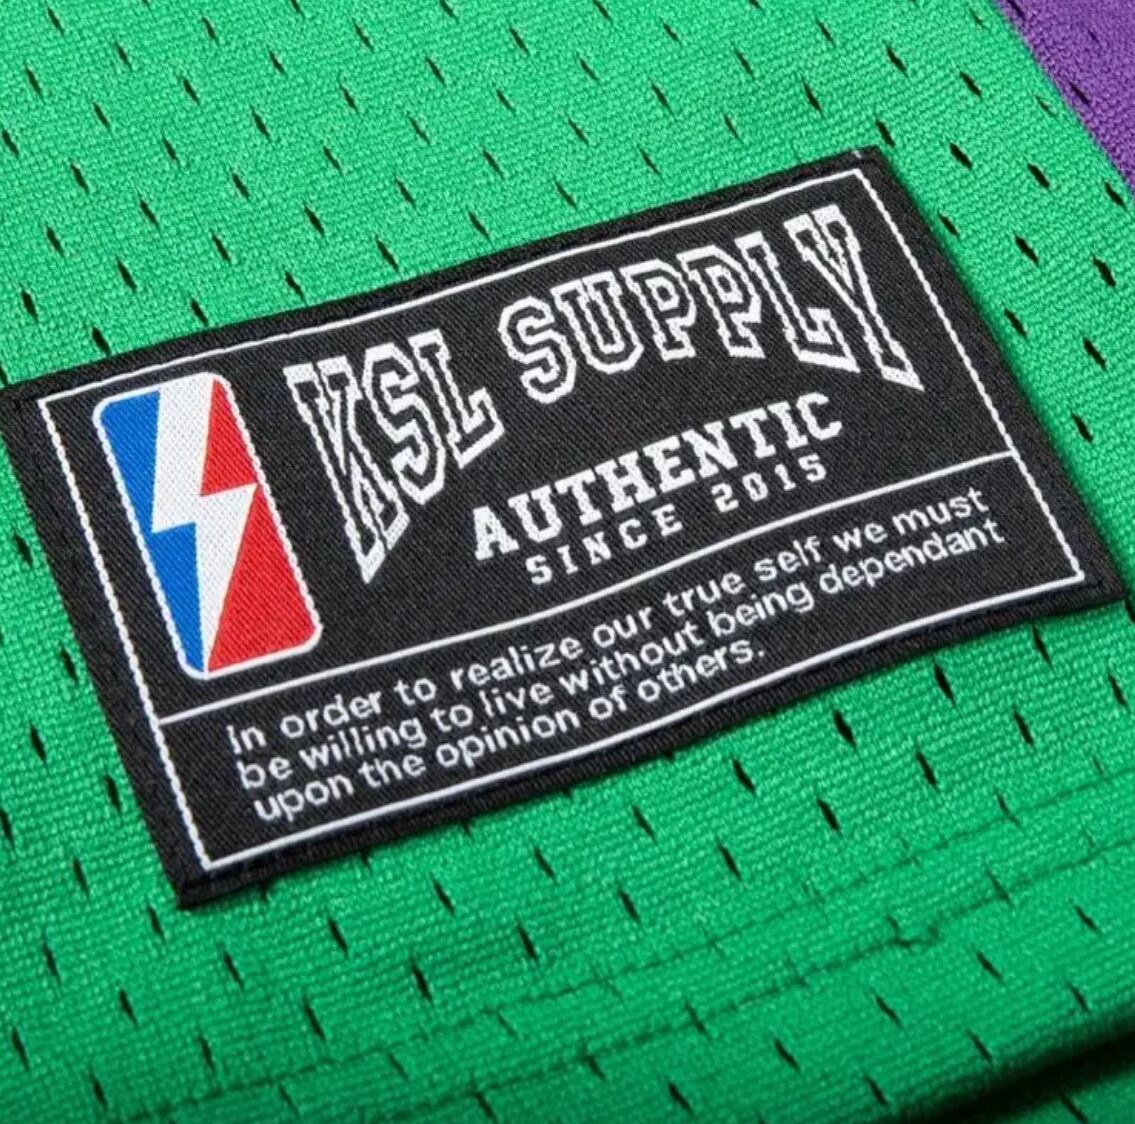 KSL SUPPLY
AUTHENTIC
SINCE 2015
In order to realize our true self we must
be willing to live without being dependant
upon the opinion of others.